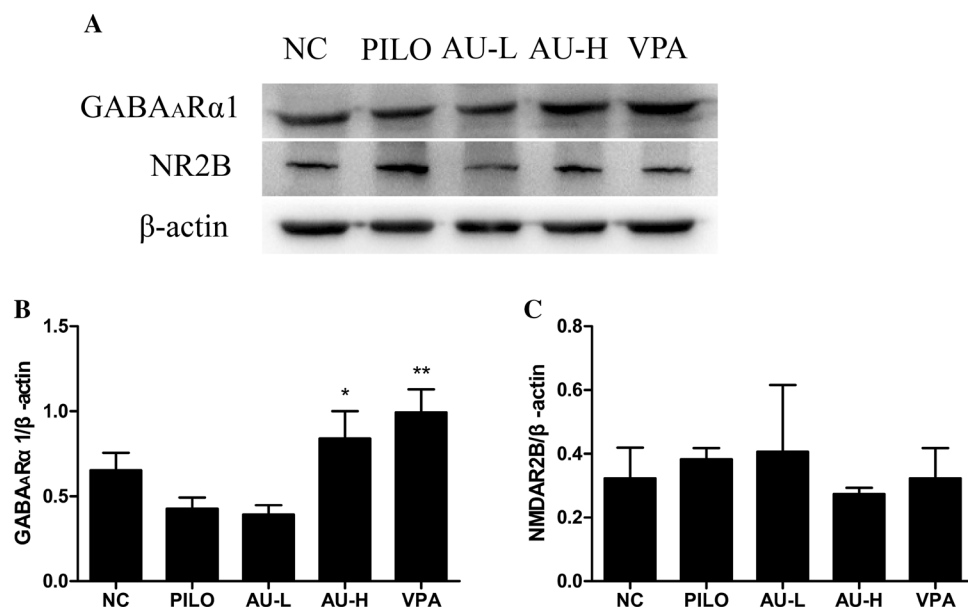 A
NC PILO AU-L AU-H VPA
GABAᴀRα1
NR2B
β-actin
B
GABAᴀRα 1/β -actin
1.5
1.0
0.5
0.0
* **
NC PILO AU-L AU-H VPA
C
NMDAR2B/β -actin
0.8
0.6
0.4
0.2
0.0
NC PILO AU-L AU-H VPA